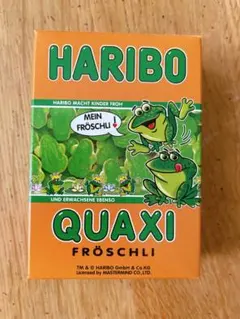 HARIBO
HARIBO MACHT KINDER FROH
MEIN
FRÖSCHLI!
UND ERWACHSENE EBENSO
QUAXI
FRÖSCHLI
TM & © HARIBO GmbH & Co.KG
Licensed by MASTERMIND CO.,LTD.